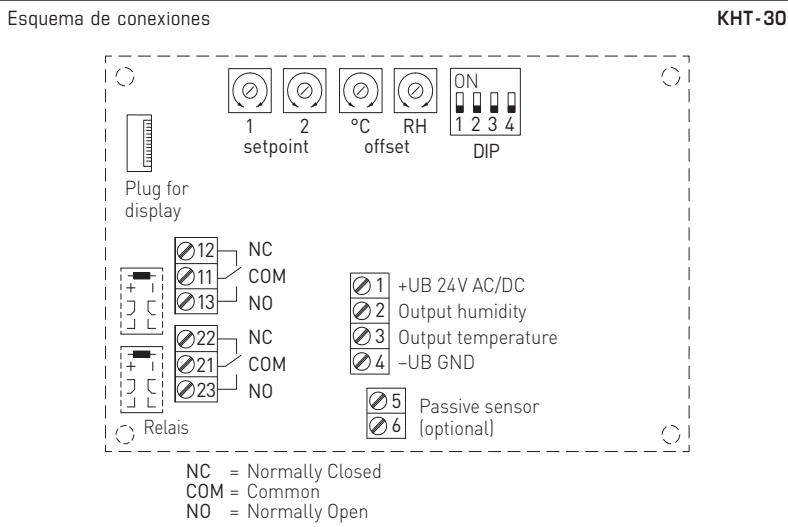 Esquema de conexiones KHT-30
ON
1 2 3 4
DIP
1 2
setpoint
°C RH
offset
Plug for
display
12 NC
11 COM
13 NO
22 NC
21 COM
23 NO
+ –
+ –
Relais
1 +UB 24V AC/DC
2 Output humidity
3 Output temperature
4 –UB GND
5 Passive sensor
6 (optional)
NC = Normally Closed
COM = Common
NO = Normally Open